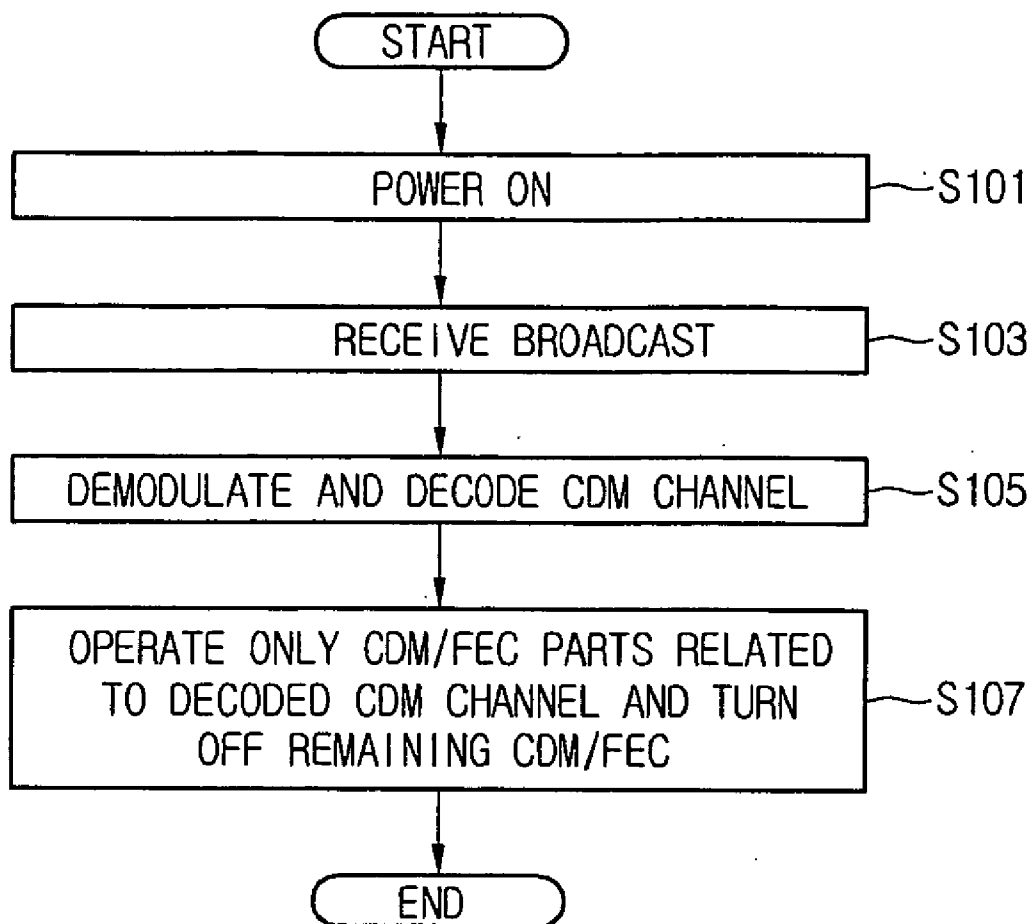 START
POWER ON
S101
RECEIVE BROADCAST
S103
DEMODULATE AND DECODE CDM CHANNEL
S105
OPERATE ONLY CDM/FEC PARTS RELATED
TO DECODED CDM CHANNEL AND TURN
OFF REMAINING CDM/FEC
S107
END